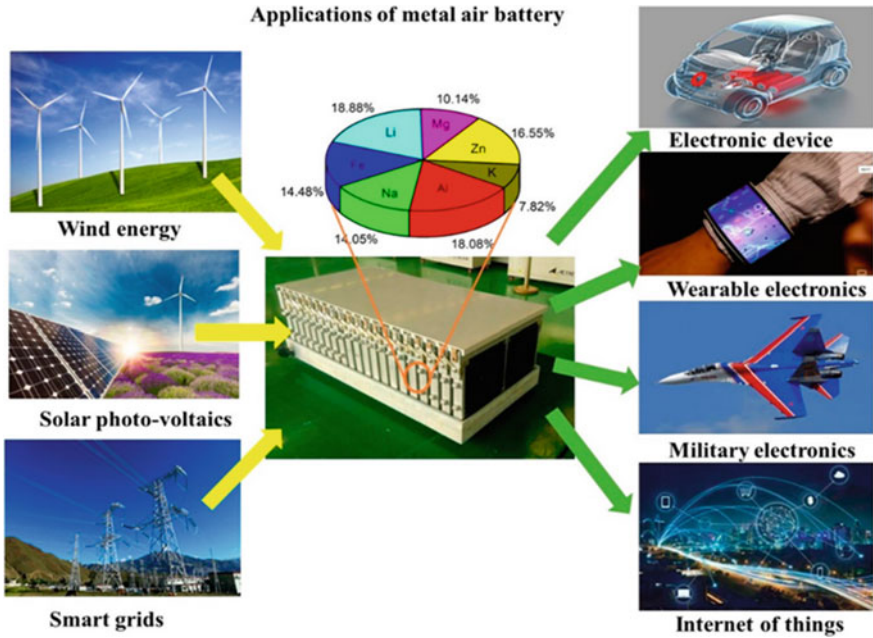 Applications of metal air battery
18.88%
10.14%
Li
Mg
16.55%
Zn
Fe
K
Na
Al
14.48%
7.82%
14.05%
18.08%
Wind energy
Electronic device
Solar photo-voltaics
Wearable electronics
Smart grids
Military electronics
Internet of things